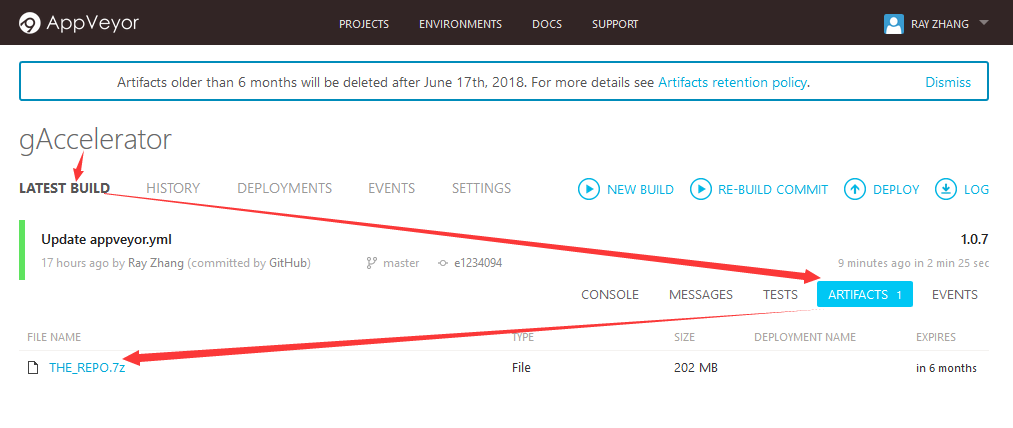 AppVeyor PROJECTS ENVIRONMENTS DOCS SUPPORT RAY ZHANG
Artifacts older than 6 months will be deleted after June 17th, 2018. For more details see Artifacts retention policy. Dismiss
gAccelerator
LATEST BUILD HISTORY DEPLOYMENTS EVENTS SETTINGS NEW BUILD RE-BUILD COMMIT DEPLOY LOG
Update appveyor.yml 1.0.7
17 hours ago by Ray Zhang (committed by GitHub) master e1234094 9 minutes ago in 2 min 25 sec
CONSOLE MESSAGES TESTS ARTIFACTS 1 EVENTS
FILE NAME TYPE SIZE DEPLOYMENT NAME EXPIRES
THE_REPO.7z File 202 MB in 6 months